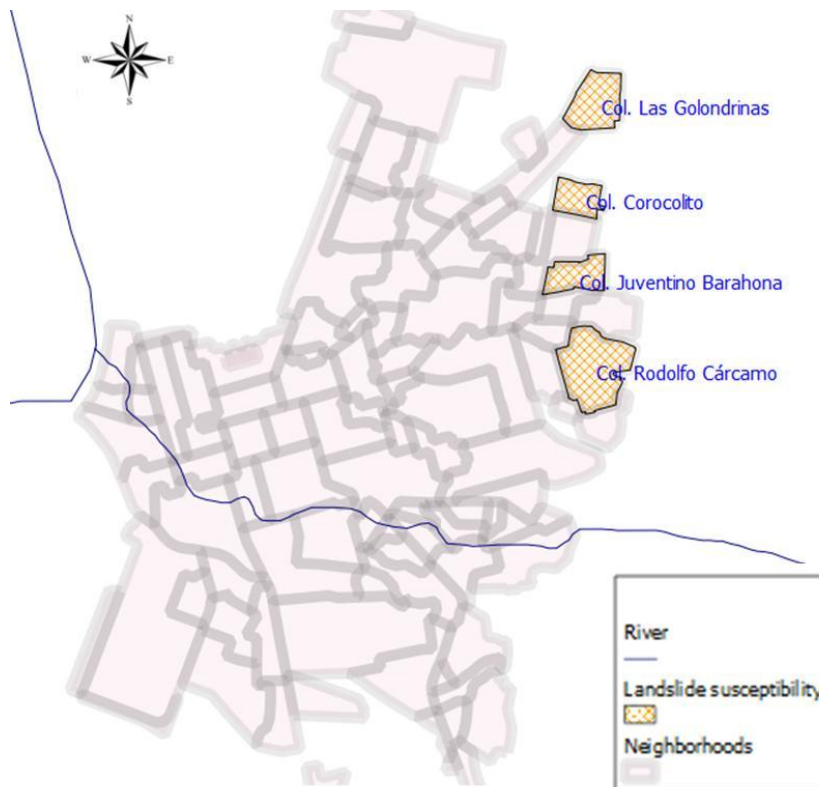 N
W E
S
Col. Las Golondrinas
Col. Corocolito
Col. Juventino Barahona
Col. Rodolfo Cárcamo
River
Landslide susceptibility
Neighborhoods